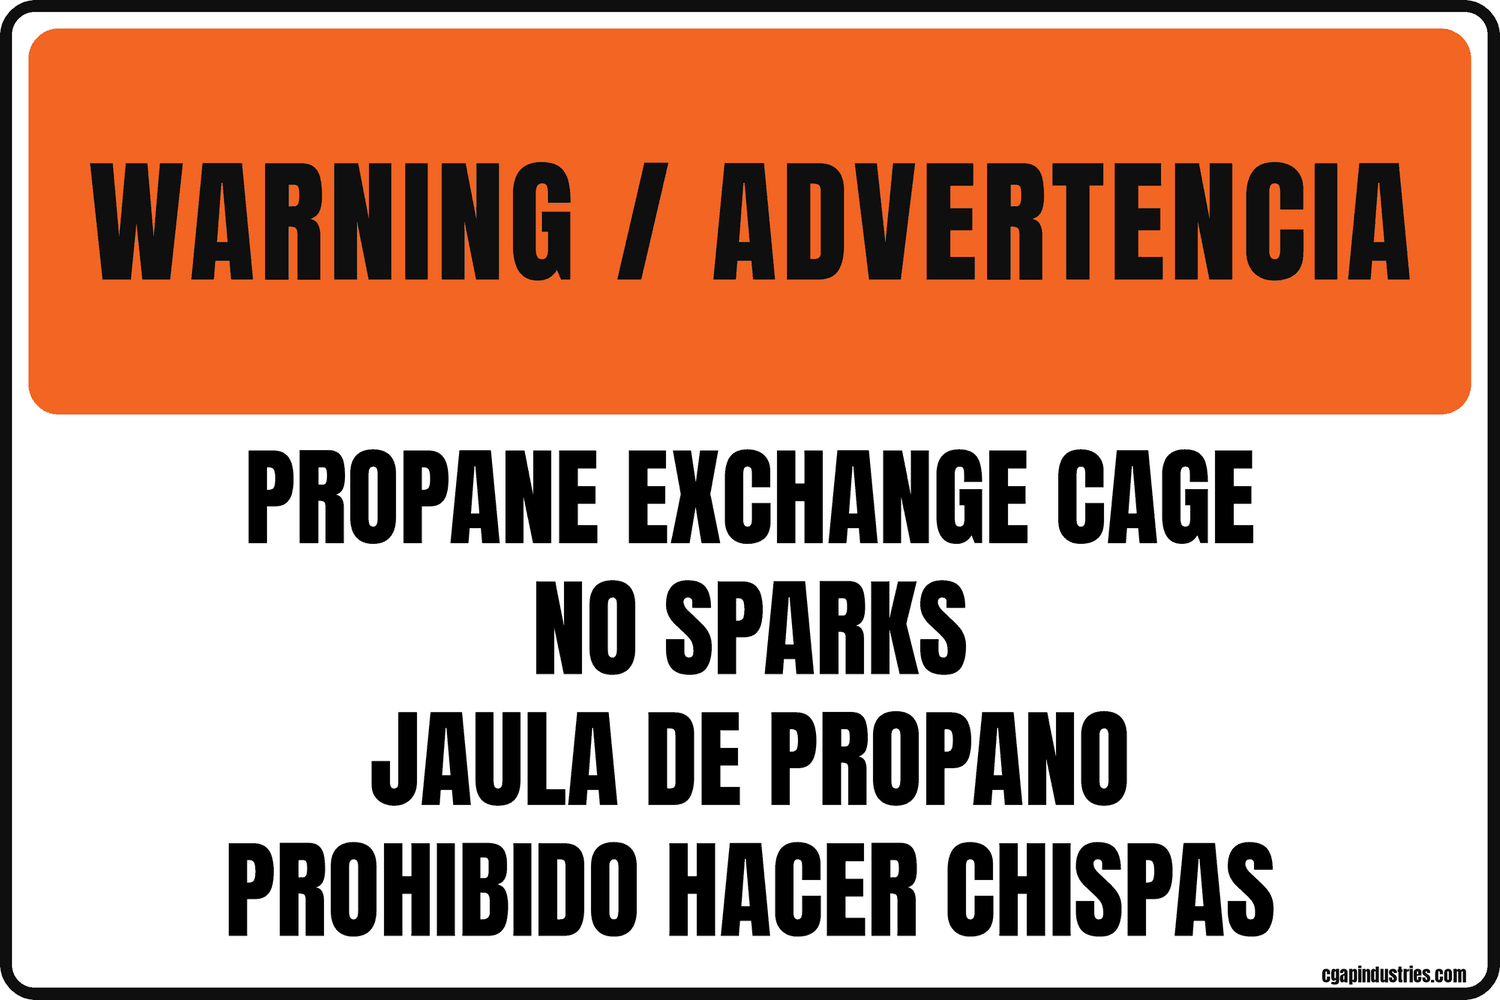 WARNING / ADVERTENCIA
PROPANE EXCHANGE CAGE
NO SPARKS
JAULA DE PROPANO
PROHIBIDO HACER CHISPAS
cgapindustries.com